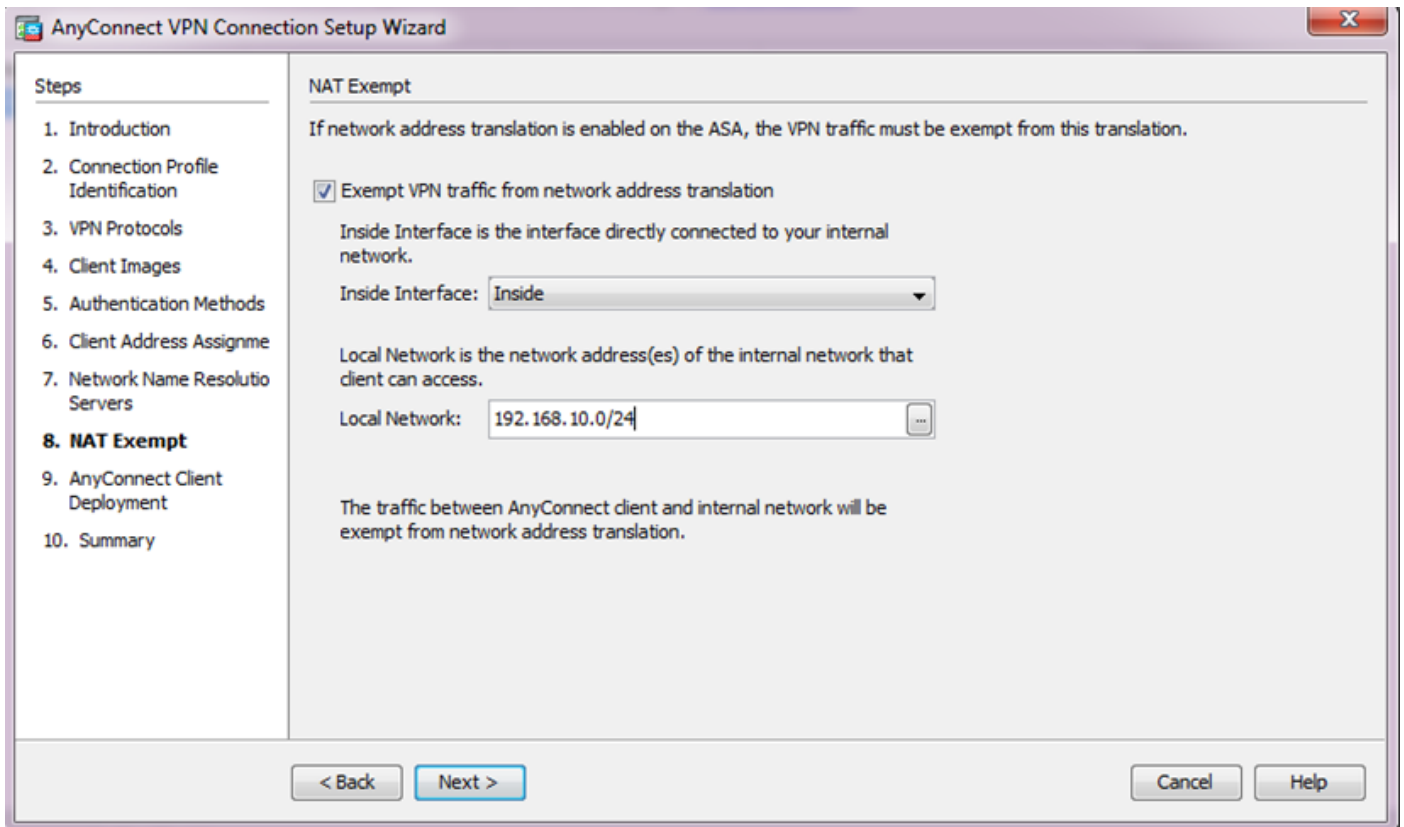 AnyConnect VPN Connection Setup Wizard
Steps
1. Introduction
2. Connection Profile
Identification
3. VPN Protocols
4. Client Images
5. Authentication Methods
6. Client Address Assignme
7. Network Name Resolutio
Servers
8. NAT Exempt
9. AnyConnect Client
Deployment
10. Summary
NAT Exempt
If network address translation is enabled on the ASA, the VPN traffic must be exempt from this translation.
Exempt VPN traffic from network address translation
Inside Interface is the interface directly connected to your internal
network.
Inside Interface: Inside
Local Network is the network address(es) of the internal network that
client can access.
Local Network: 192.168.10.0/24
...
The traffic between AnyConnect client and internal network will be
exempt from network address translation.
< Back Next > Cancel Help